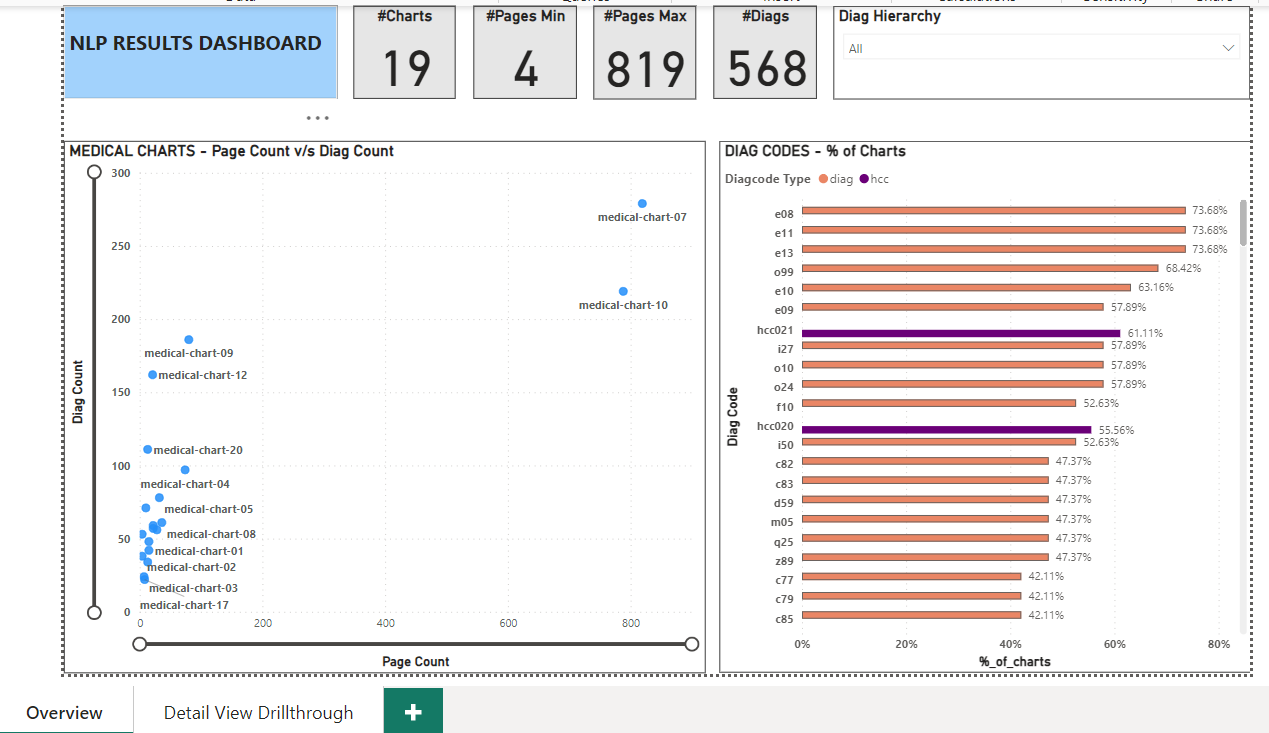 NLP RESULTS DASHBOARD
#Charts
19
#Pages Min
4
#Pages Max
819
#Diags
568
Diag Hierarchy
All
MEDICAL CHARTS - Page Count v/s Diag Count
300
250
200
150
100
50
0
Diag Count
medical-chart-07
medical-chart-10
medical-chart-09
medical-chart-12
medical-chart-20
medical-chart-04
medical-chart-05
medical-chart-08
medical-chart-01
medical-chart-02
medical-chart-03
medical-chart-17
0 200 400 600 800
Page Count
DIAG CODES - % of Charts
Diagcode Type diag hcc
Diag Code
e08 73.68%
e11 73.68%
e13 73.68%
o99 68.42%
e10 63.16%
e09 57.89%
hcc021 61.11%
i27 57.89%
o10 57.89%
o24 57.89%
f10 52.63%
hcc020 55.56%
i50 52.63%
c82 47.37%
c83 47.37%
d59 47.37%
m05 47.37%
q25 47.37%
z89 47.37%
c77 42.11%
c79 42.11%
c85 42.11%
0% 20% 40% 60% 80%
%_of_charts
Overview
Detail View Drillthrough